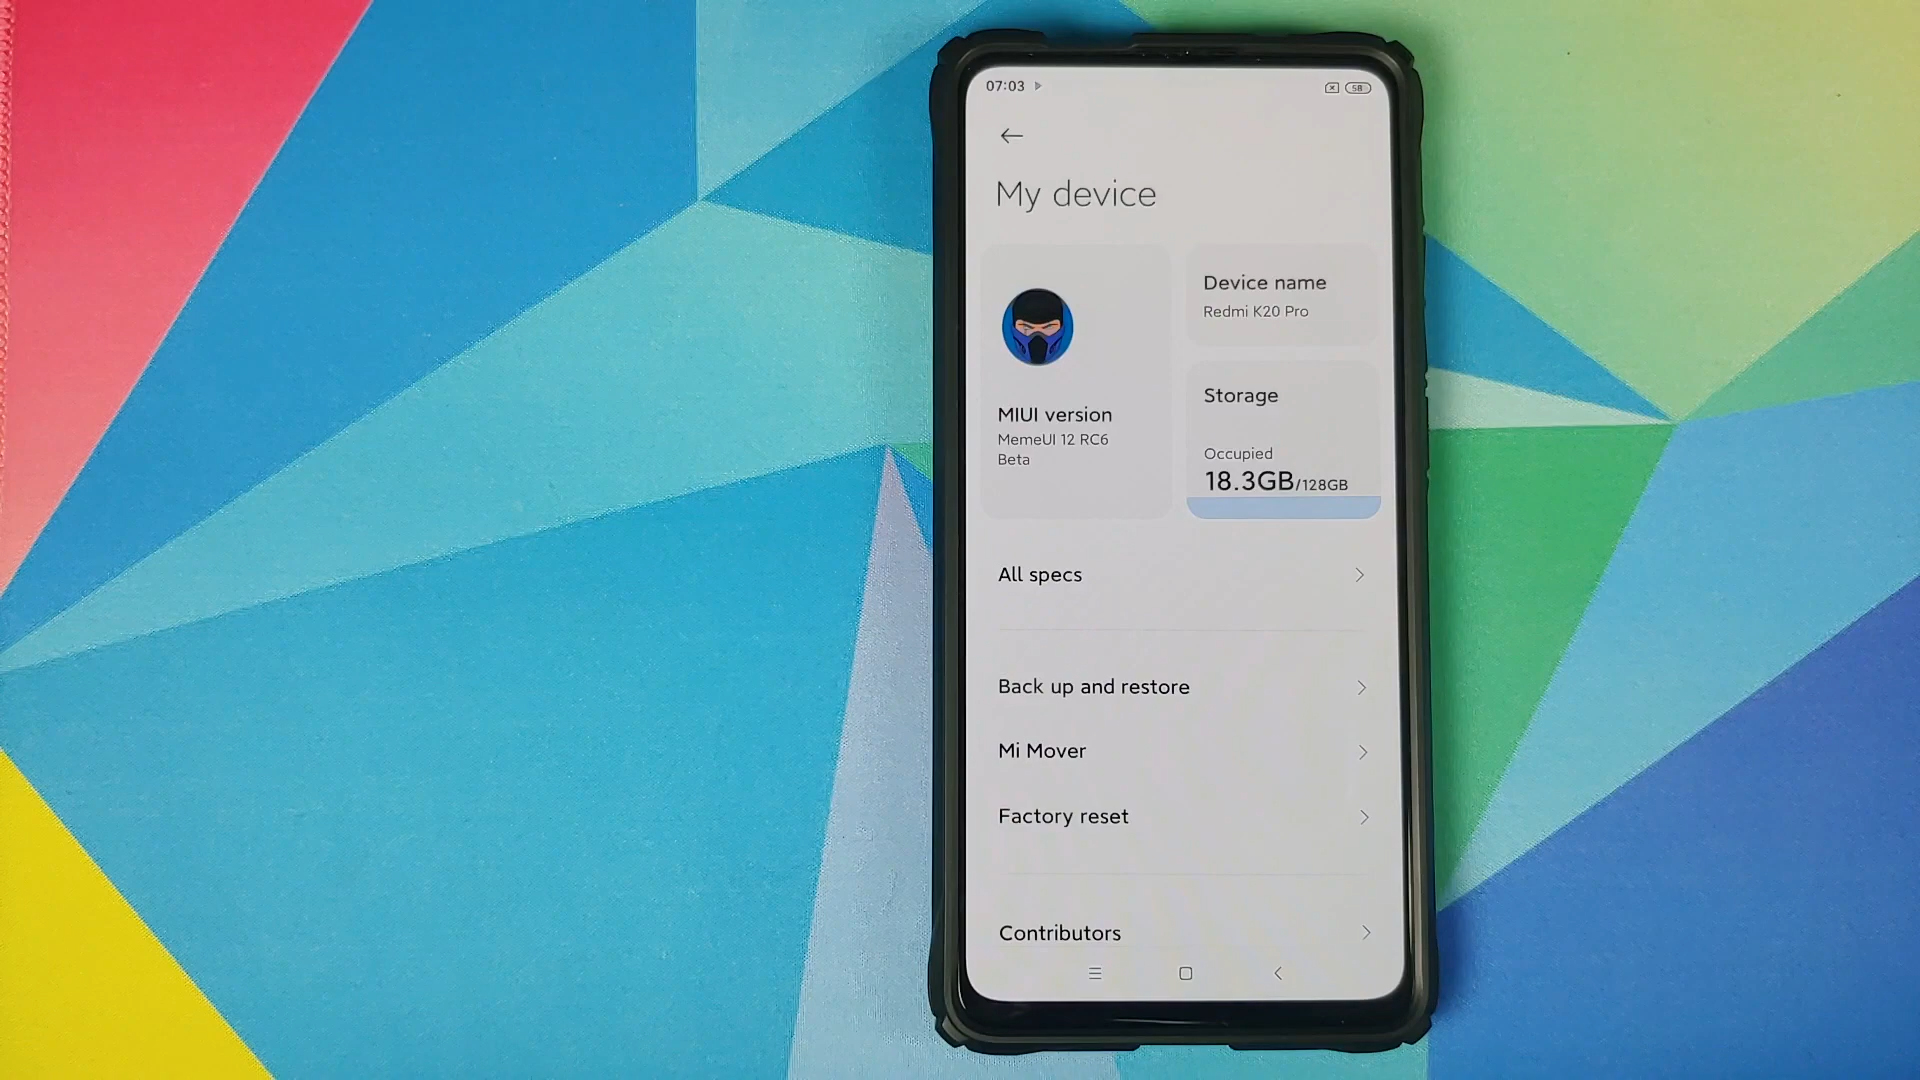 07:03
58
My device
MIUI version
MemeUI 12 RC6
Beta
Device name
Redmi K20 Pro
Storage
Occupied
18.3GB/128GB
All specs
Back up and restore
Mi Mover
Factory reset
Contributors